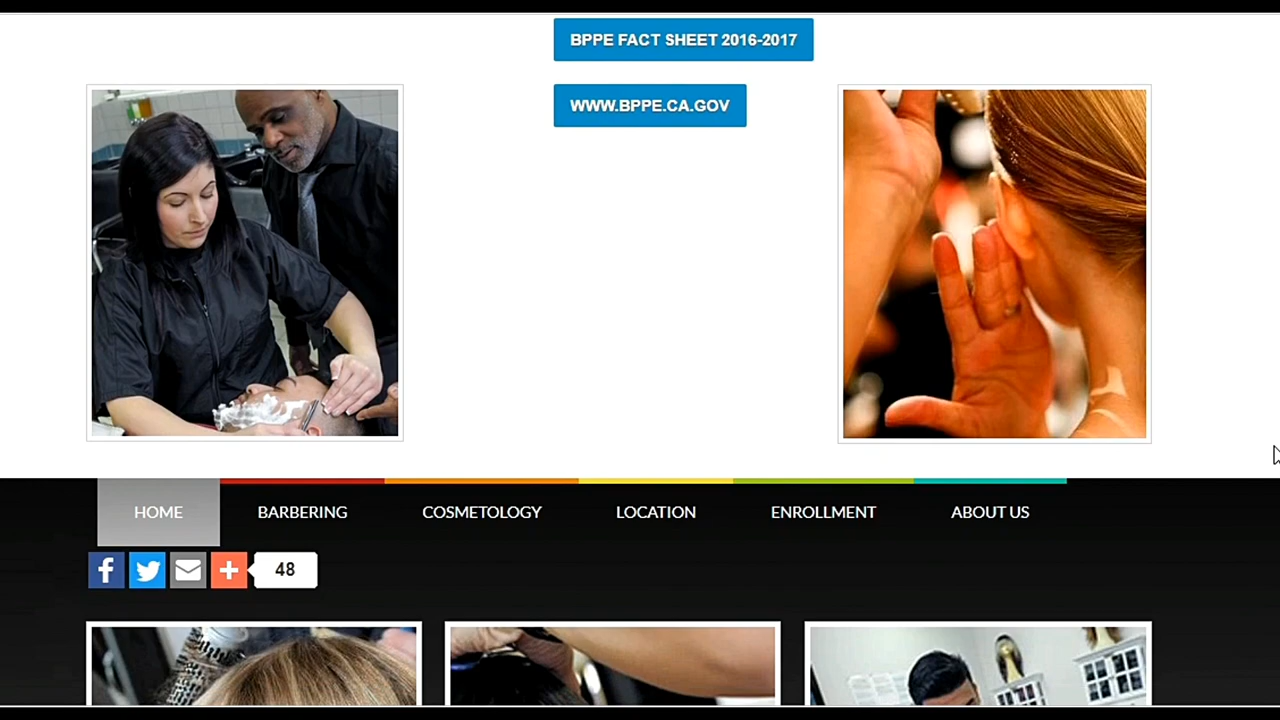 BPPE FACT SHEET 2016-2017
WWW.BPPE.CA.GOV
HOME BARBERING COSMETOLOGY LOCATION ENROLLMENT ABOUT US
48